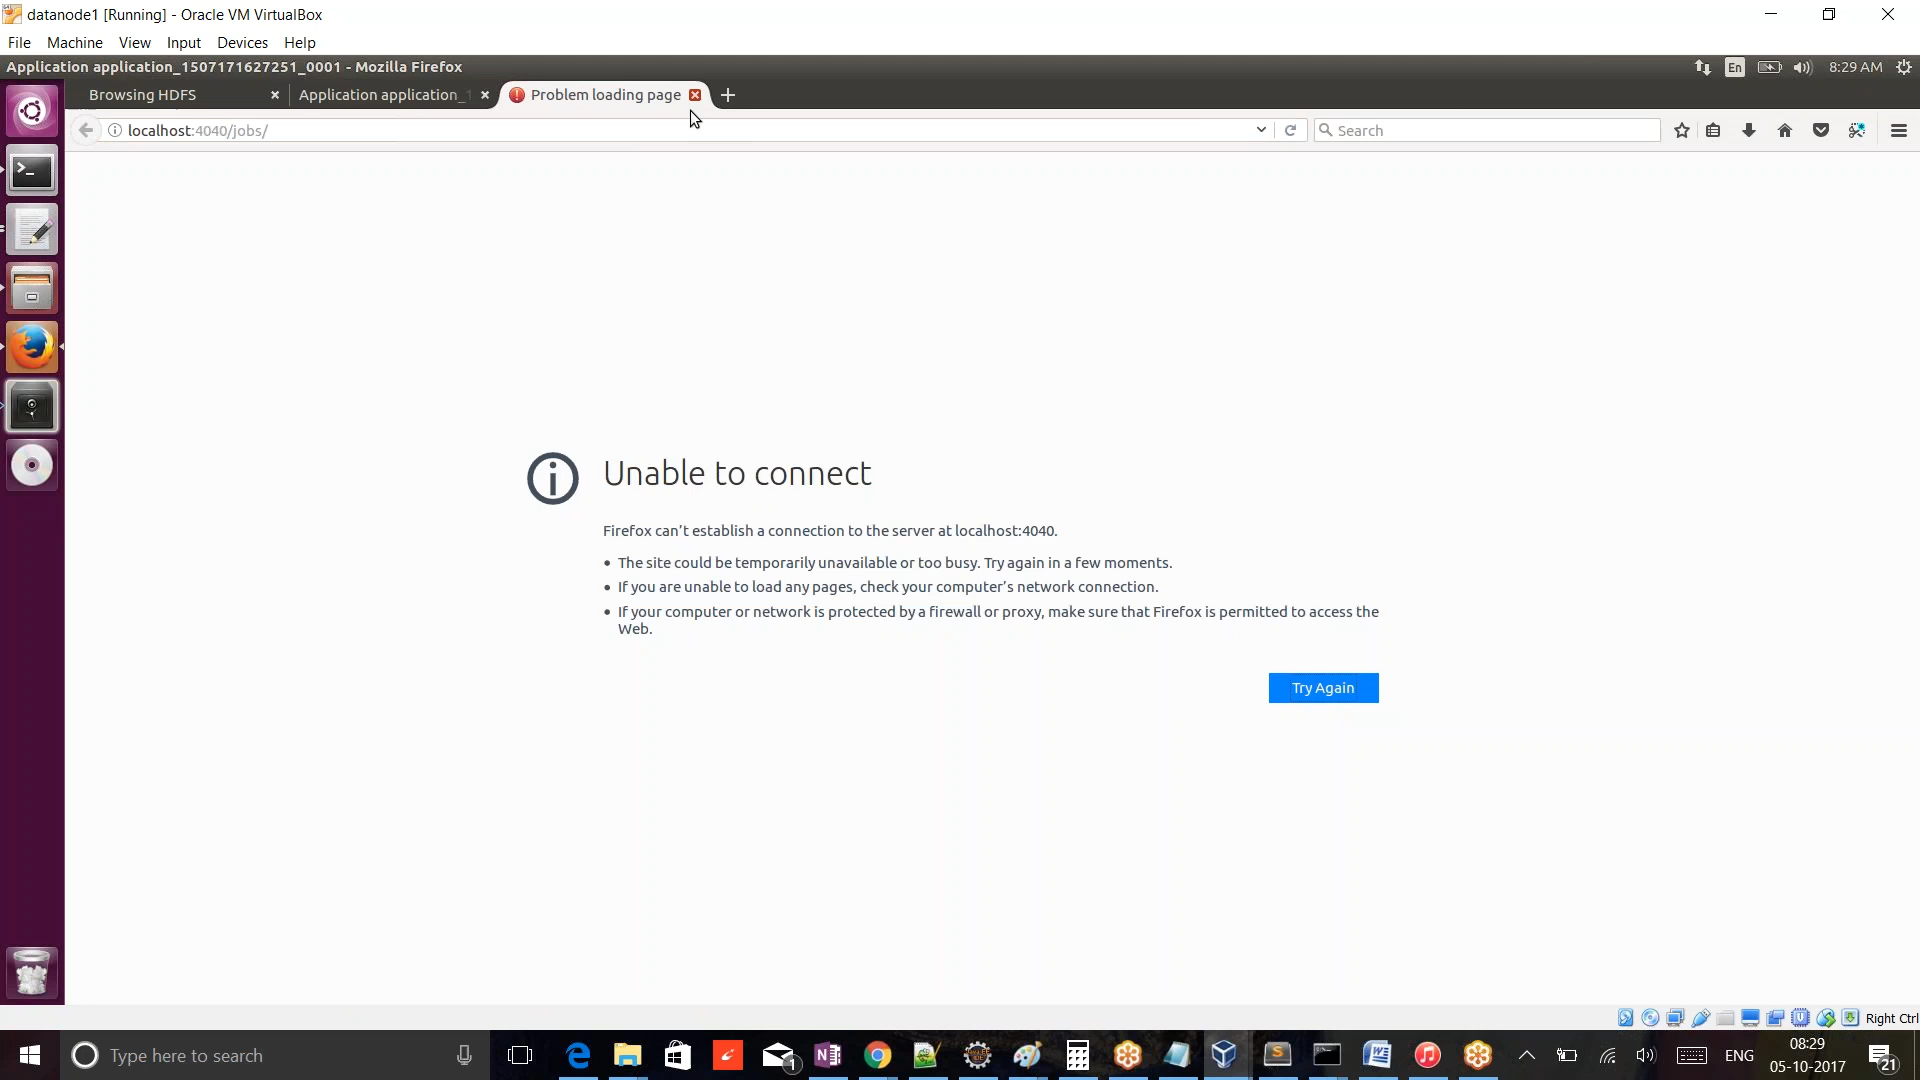 datanode1 [Running] - Oracle VM VirtualBox
File Machine View Input Devices Help
Application application_1507171627251_0001 - Mozilla Firefox
En 8:29 AM
Browsing HDFS
Application application_
Problem loading page
localhost:4040/jobs/
Search
Unable to connect
Firefox can't establish a connection to the server at localhost:4040.
• The site could be temporarily unavailable or too busy. Try again in a few moments.
• If you are unable to load any pages, check your computer's network connection.
• If your computer or network is protected by a firewall or proxy, make sure that Firefox is permitted to access the
Web.
Try Again
Right Ctrl
Type here to search
1
ENG
08:29
05-10-2017
21